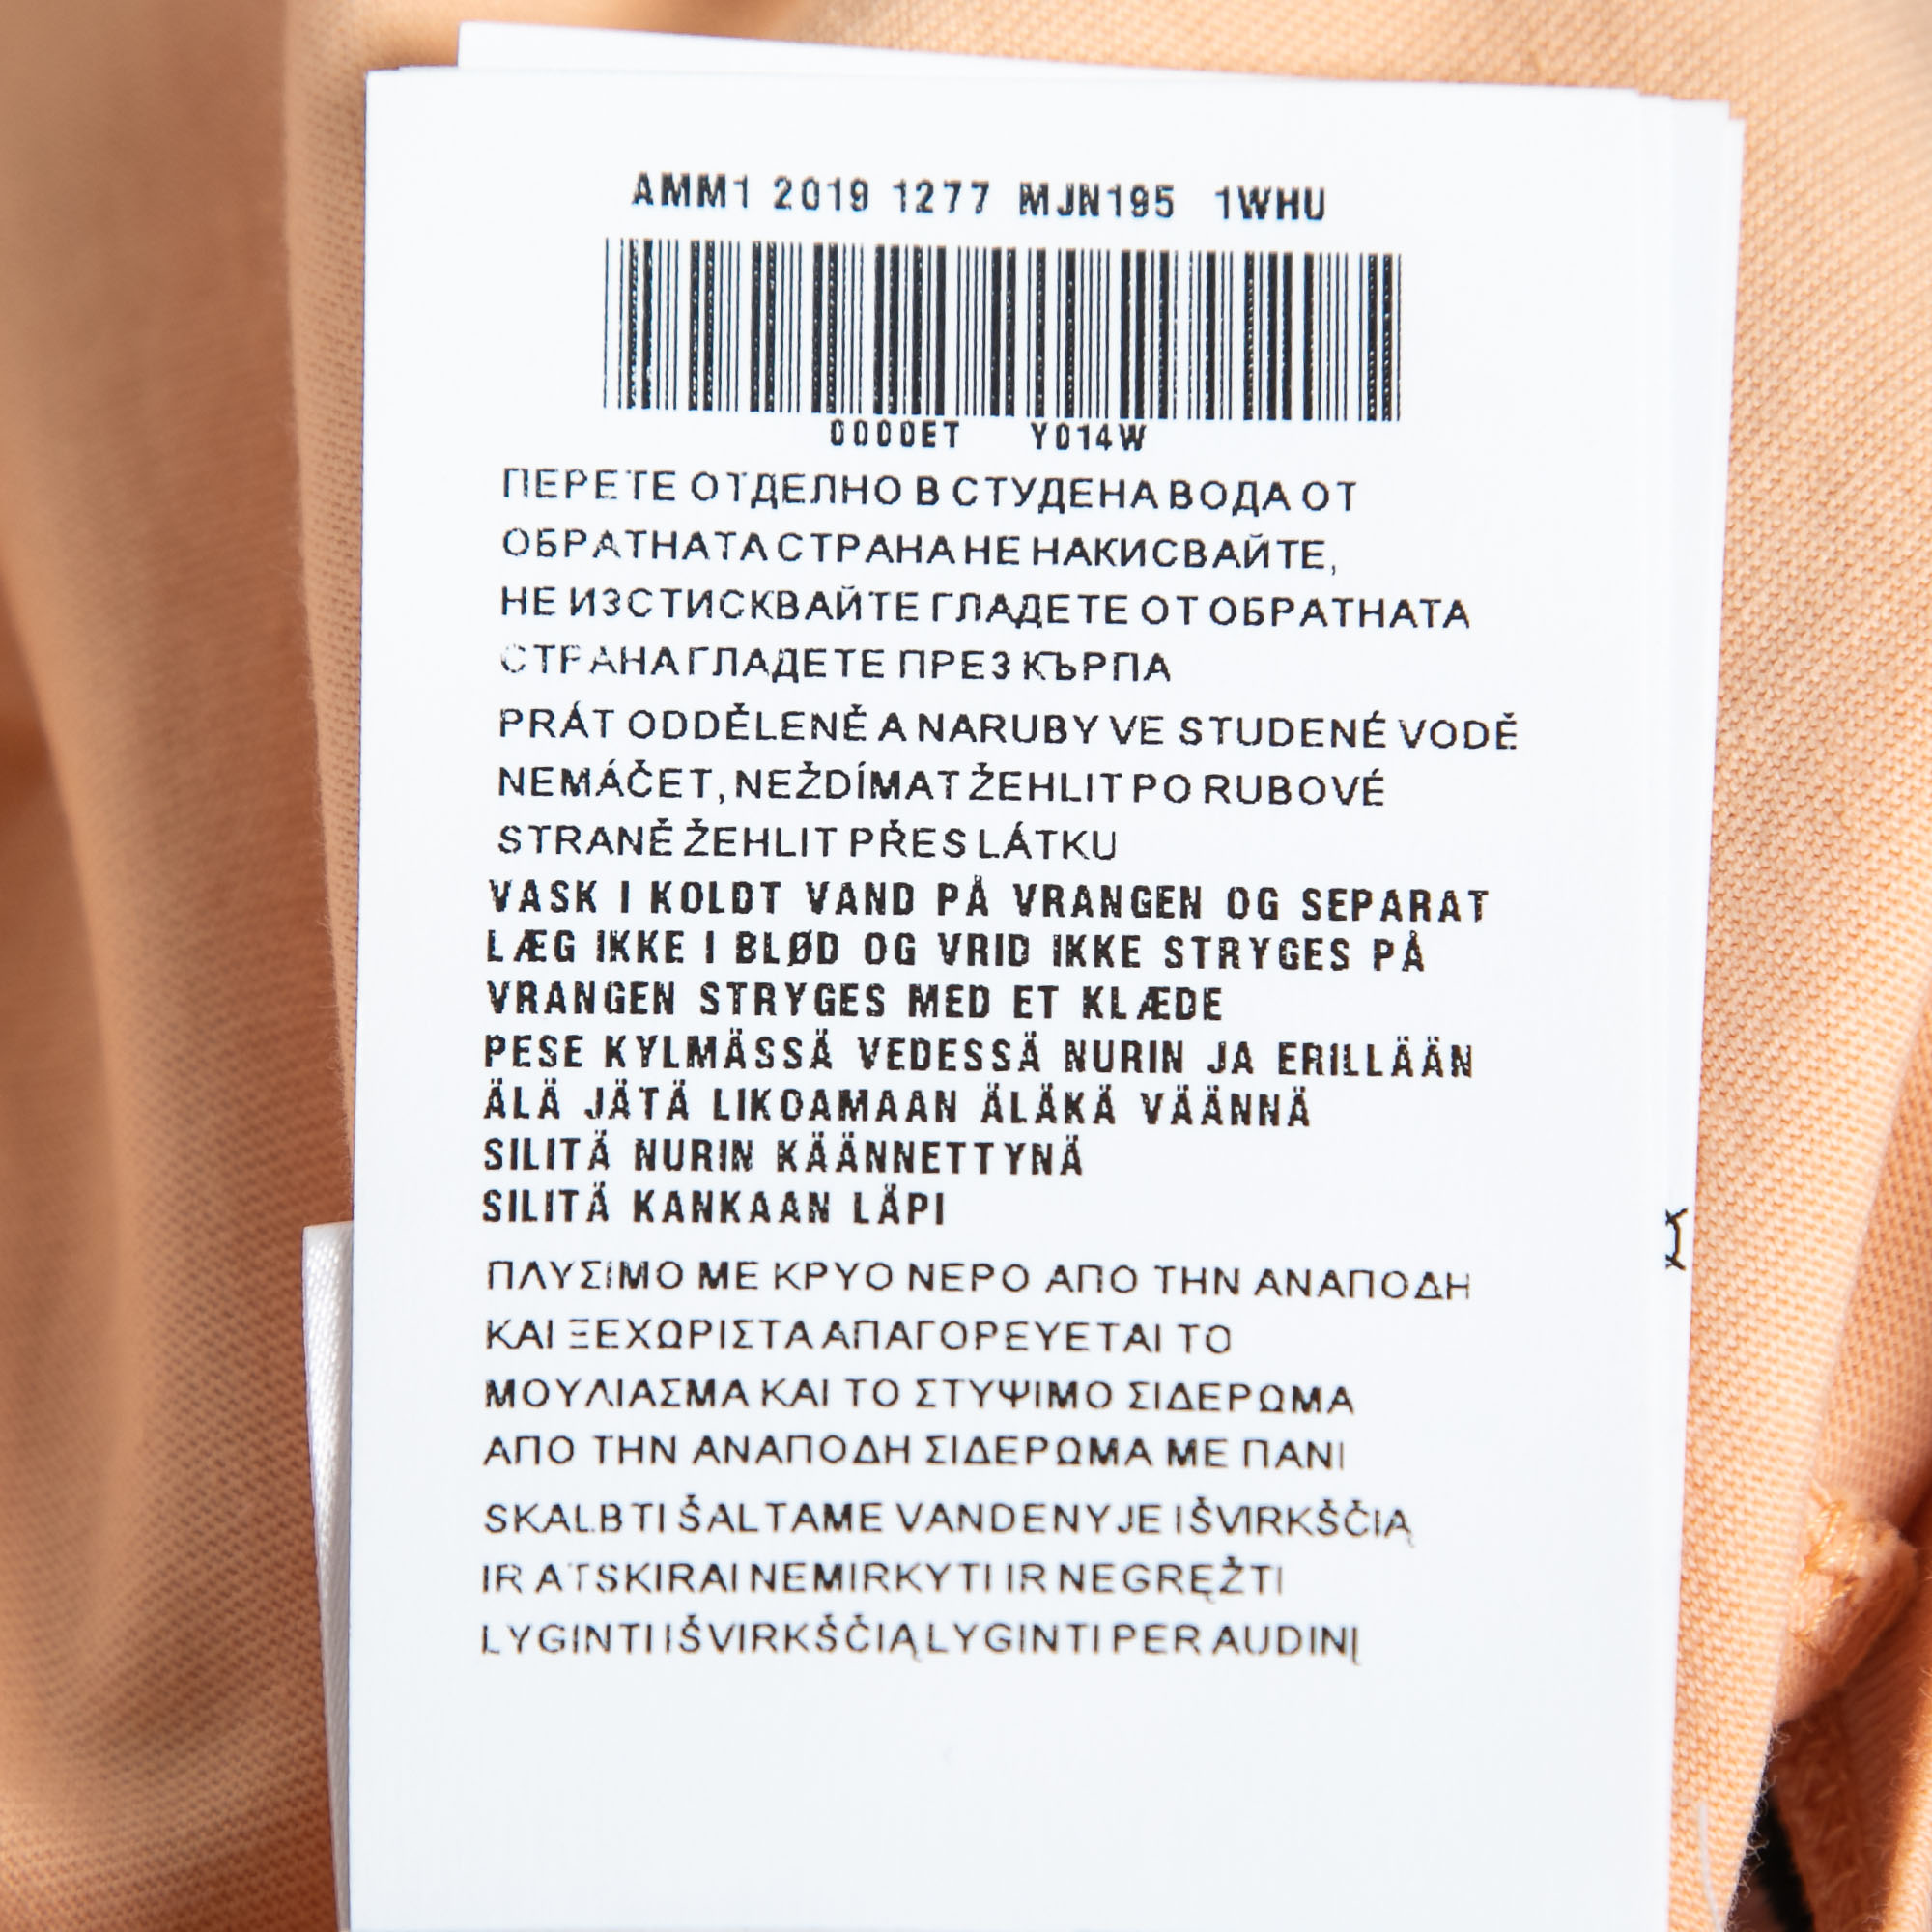 AMM1 2019 1277 MJN195 1WHU
0000ET Y014W
ПЕРЕТЕ ОТДЕЛНО В СТУДЕНА ВОДА ОТ
ОБРАТНАТА СТРАНА НЕ НАКИСВАЙТЕ,
НЕ ИЗСТИСКВАЙТЕ ГЛАДЕТЕ ОТ ОБРАТНАТА
СТРАНА ГЛАДЕТЕ ПРЕЗ КЪРПА
PRÁT ODDĚLENĚ A NARUBY VE STUDENÉ VODĚ
NEMÁČET, NEŽDÍMAT ŽEHLIT PO RUBOVÉ
STRANĚ ŽEHLIT PŘES LÁTKU
VASK I KOLDT VAND PÅ VRANGEN OG SEPARAT
LÆG IKKE I BLØD OG VRID IKKE STRYGES PÅ
VRANGEN STRYGES MED ET KLÆDE
PESE KYLMÄSSÄ VEDESSÄ NURIN JA ERILLÄÄN
ÄLÄ JÄTÄ LIKOAMAAN ÄLÄKÄ VÄÄNNÄ
SILITÄ NURIN KÄÄNNETTYNÄ
SILITÄ KANKAAN LÄPI
ΠΛΥΣΙΜΟ ΜΕ ΚΡΥΟ ΝΕΡΟ ΑΠΟ ΤΗΝ ΑΝΑΠΟΔΗ
ΚΑΙ ΞΕΧΩΡΙΣΤΑ ΑΠΑΓΟΡΕΥΕΤΑΙ ΤΟ
ΜΟΥΛΙΑΣΜΑ ΚΑΙ ΤΟ ΣΤΥΨΙΜΟ ΣΙΔΕΡΩΜΑ
ΑΠΟ ΤΗΝ ΑΝΑΠΟΔΗ ΣΙΔΕΡΩΜΑ ΜΕ ΠΑΝΙ
SKALBTI ŠALTAME VANDENYJE IŠVIRKŠČIĄ
IR ATSKIRAI NEMIRKYTI IR NEGRĘŽTI
LYGINTI IŠVIRKŠČIĄ LYGINTI PER AUDINĮ